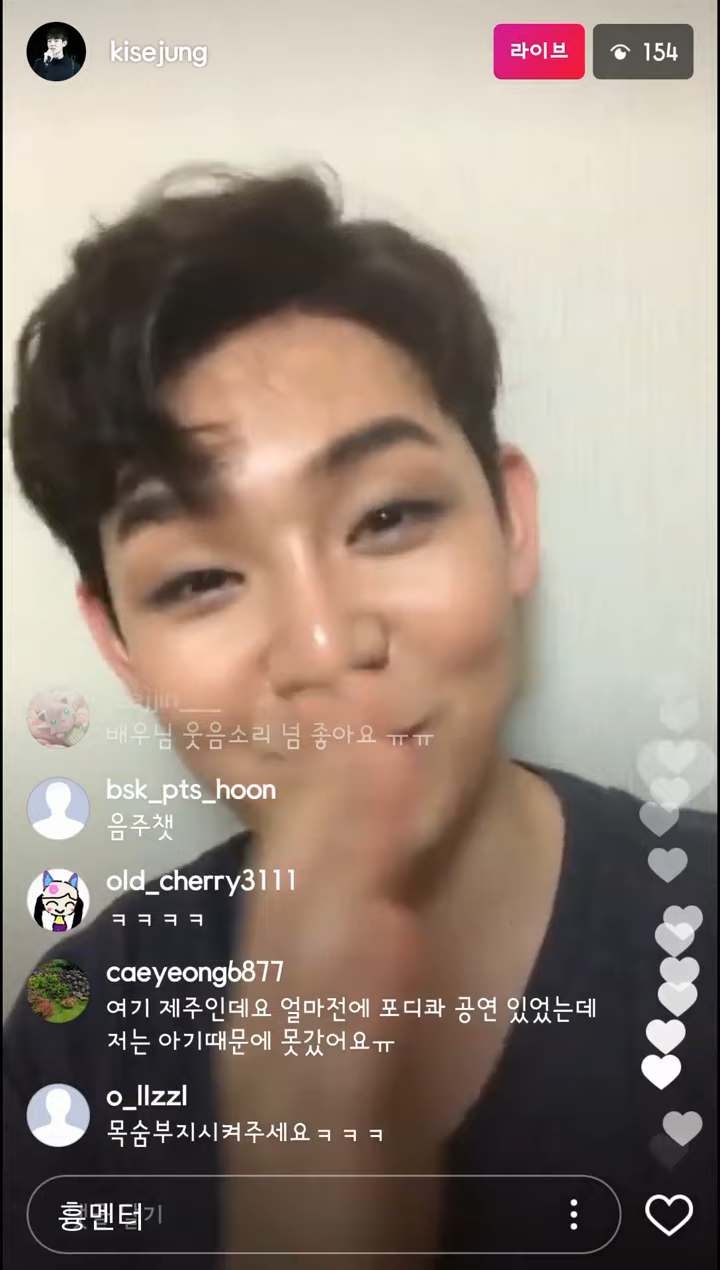 kisejung
라이브
154
배우님 웃음소리 넘 좋아요 ㅠㅠ
bsk_pts_hoon
음주챗
old_cherry3111
ㅋㅋㅋㅋ
caeyeong6877
여기 제주인데요 얼마전에 포디콰 공연 있었는데
저는 아기때문에 못갔어요ㅠ
o_llzzl
목숨부지시켜주세요ㅋㅋㅋ
흉멘터